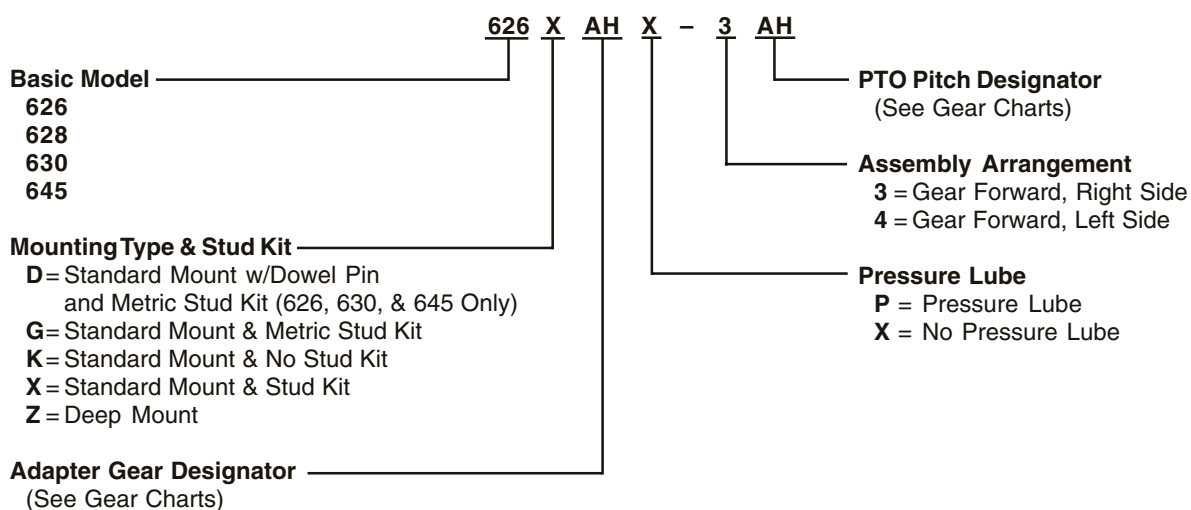 626 X AH X – 3 AH
Basic Model
626
628
630
645
Mounting Type & Stud Kit
D = Standard Mount w/Dowel Pin
and Metric Stud Kit (626, 630, & 645 Only)
G = Standard Mount & Metric Stud Kit
K = Standard Mount & No Stud Kit
X = Standard Mount & Stud Kit
Z = Deep Mount
Adapter Gear Designator
(See Gear Charts)
PTO Pitch Designator
(See Gear Charts)
Assembly Arrangement
3 = Gear Forward, Right Side
4 = Gear Forward, Left Side
Pressure Lube
P = Pressure Lube
X = No Pressure Lube